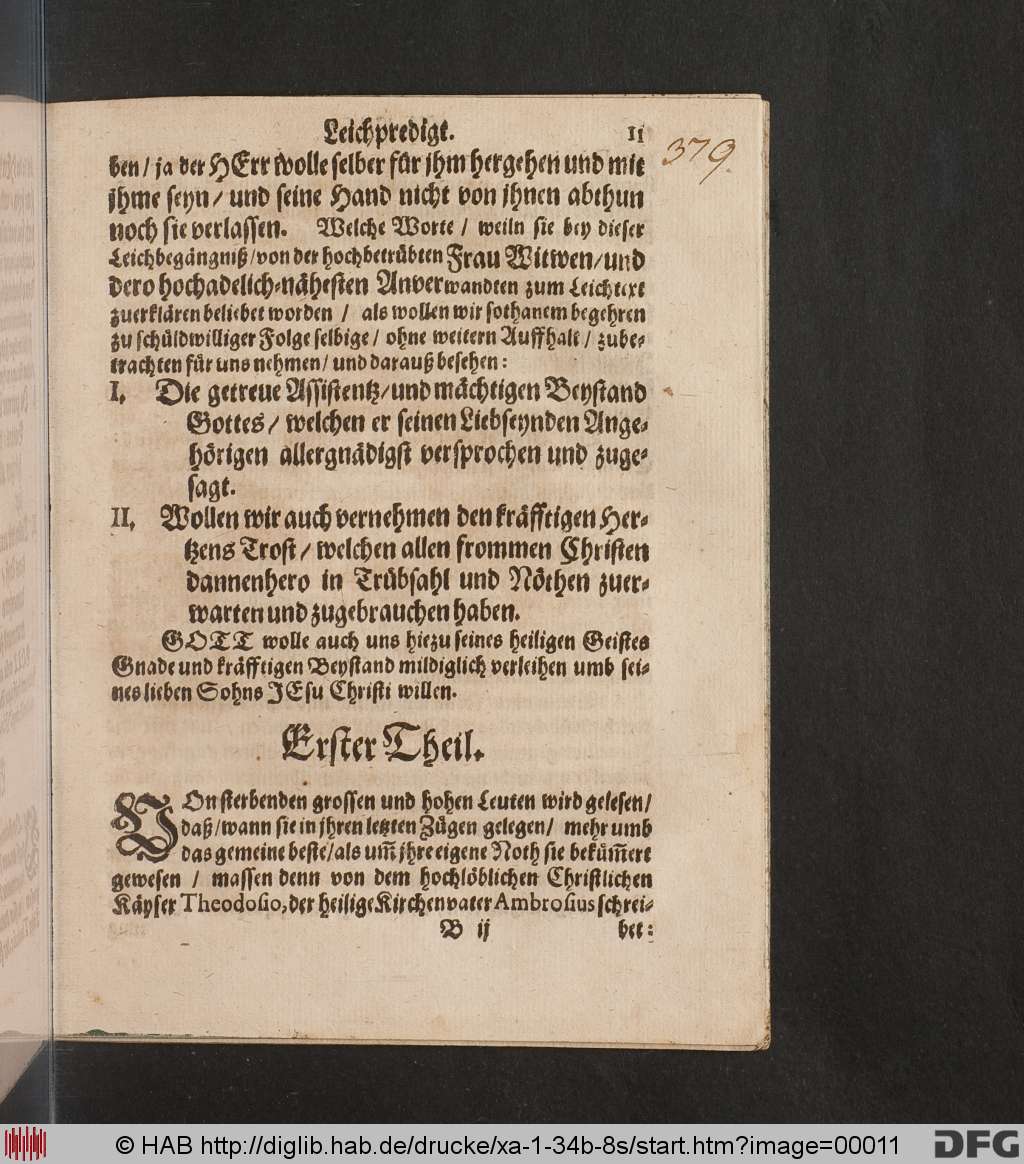 Leichpredigt. 11
379.
ben / ja der HErr wolle selber für jhm hergehen und mit
jhme seyn / und seine Hand nicht von jhnen abthun
noch sie verlassen. Welche Worte / weiln sie bey dieser
Leichbegängniß / von der hochbetrübten Frau Witwen / und
dero hochadelich-nähesten Anverwandten zum Leichtext
zuerklären beliebet worden / als wollen wir sothanem begehren
zu schüldwilliger Folge selbige / ohne weitern Auffhalt / zube-
trachten für uns nehmen / und darauß besehen:
I. Die getreue Assistentz / und mächtigen Beystand
Gottes / welchen er seinen Liebseynden Ange-
hörigen allergnädigst versprochen und zuge-
sagt.
II. Wollen wir auch vernehmen den kräfftigen Her-
tzens Trost / welchen allen frommen Christen
dannenhero in Trübsahl und Nöthen zuer-
warten und zugebrauchen haben.
GOTT wolle auch uns hiezu seines heiligen Geistes
Gnade und kräfftigen Beystand mildiglich verleihen umb sei-
nes lieben Sohns JEsu Christi willen.
Erster Theil.
VOn sterbenden grossen und hohen Leuten wird gelesen /
daß / wann sie in jhren letzten Zügen gelegen / mehr umb
das gemeine beste / als um̃ jhre eigene Noth sie beküm̃ert
gewesen / massen denn von dem hochlöblichen Christlichen
Käyser Theodosio, der heilige Kirchenvater Ambrosius schrei-
B ij bet:
© HAB http://diglib.hab.de/drucke/xa-1-34b-8s/start.htm?image=00011
DFG